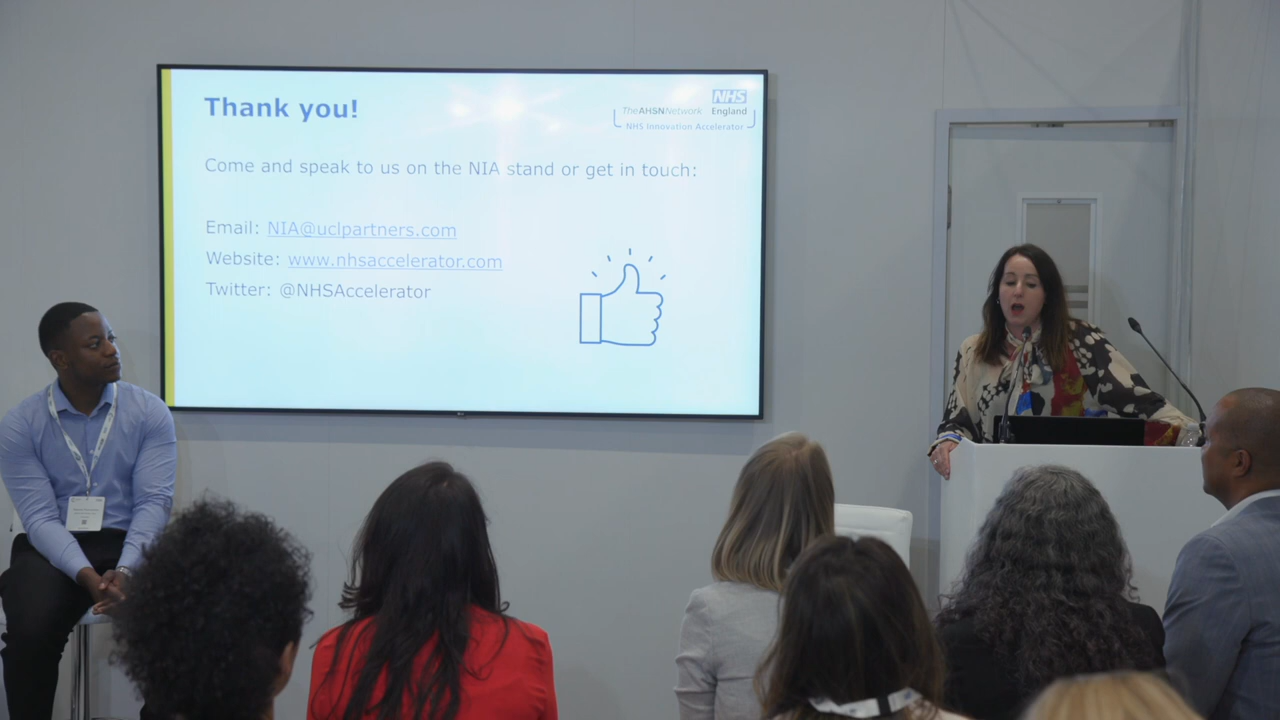 Thank you!
The AHSN Network
NHS
England
NHS Innovation Accelerator
Come and speak to us on the NIA stand or get in touch:
Email: NIA@uclpartners.com
Website: www.nhsaccelerator.com
Twitter: @NHSAccelerator